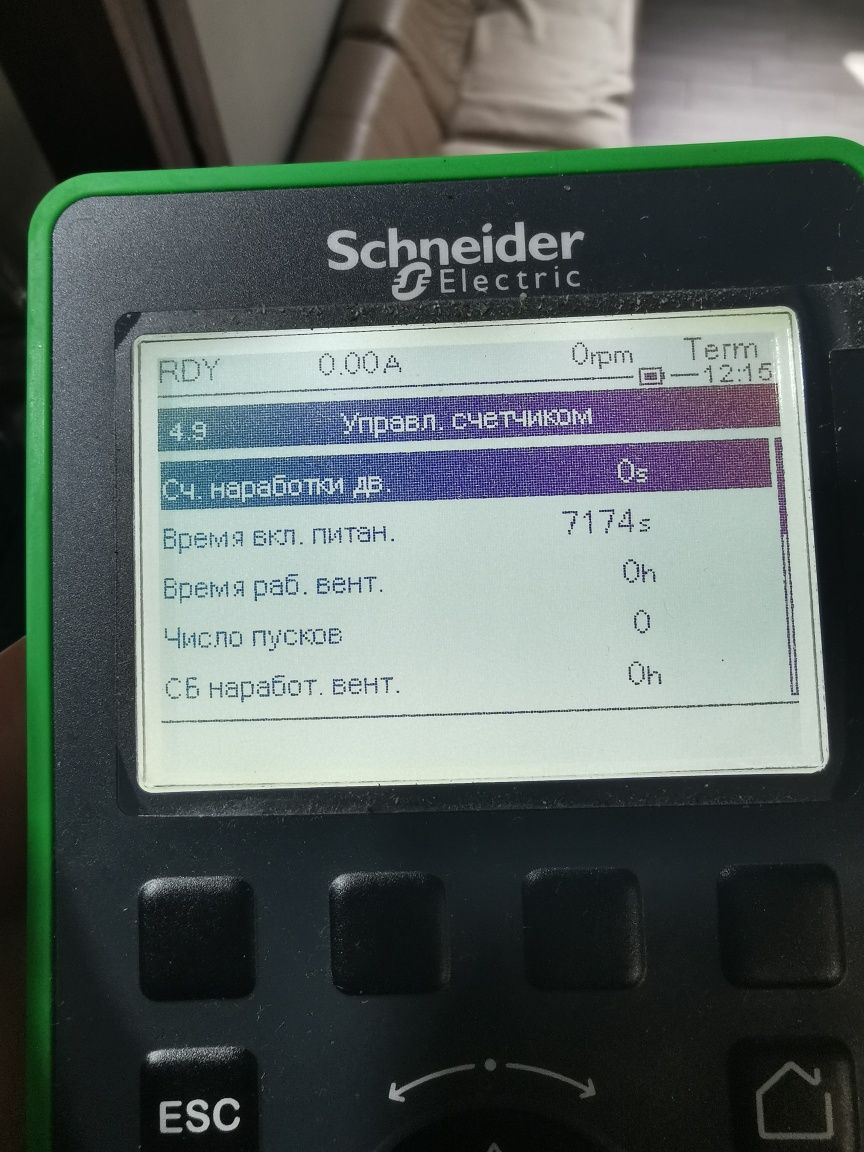 Schneider
Electric
RDY 0.00A 0rpm Term
12:15
4.9 Управл. счетчиком
Сч. наработки дв. 0s
Время вкл. питан. 7174s
Время раб. вент. 0h
Число пусков 0
Сб наработ. вент. 0h
ESC